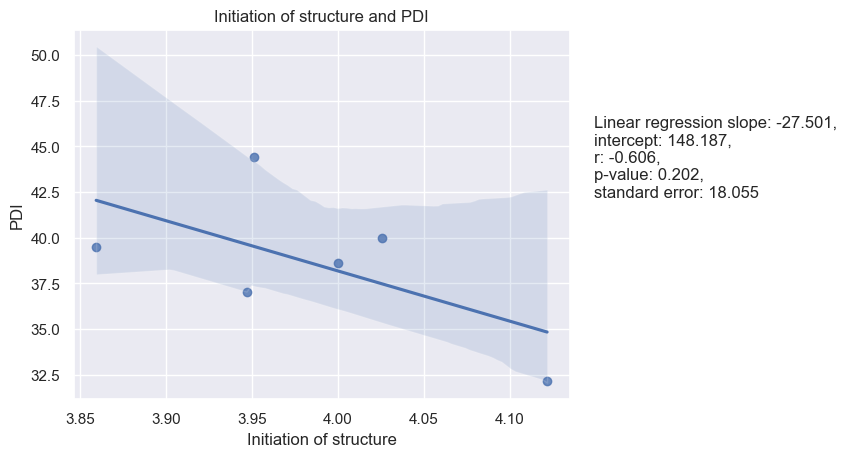 Initiation of structure and PDI
50.0
47.5
45.0
42.5
40.0
37.5
35.0
32.5
PDI
3.85 3.90 3.95 4.00 4.05 4.10
Initiation of structure
Linear regression slope: -27.501,
intercept: 148.187,
r: -0.606,
p-value: 0.202,
standard error: 18.055